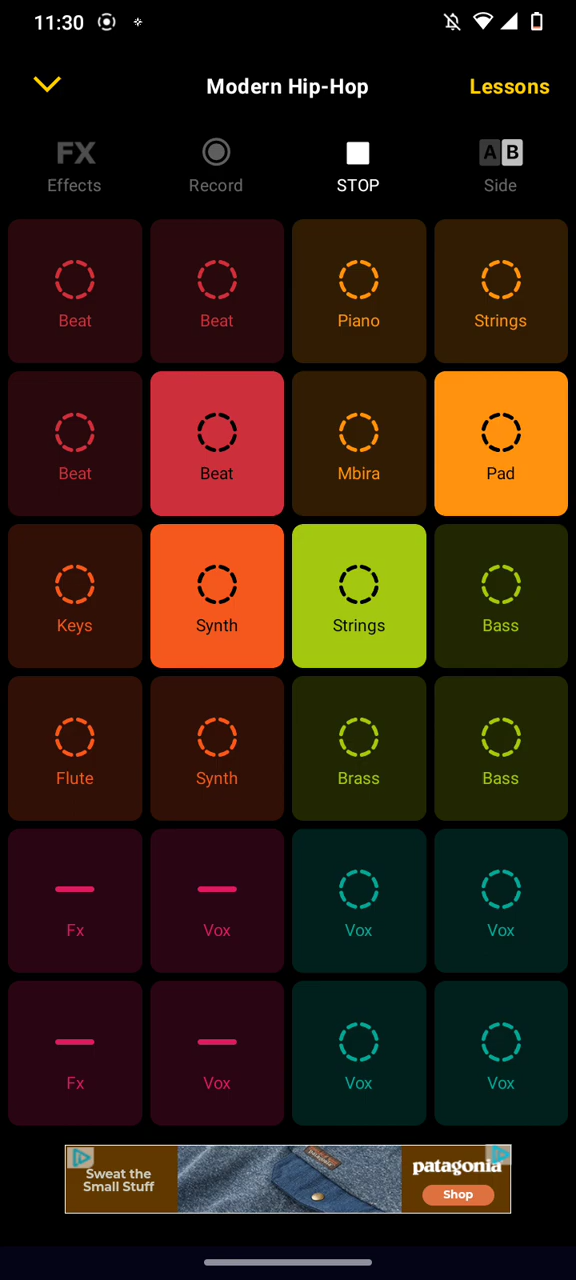 11:30
Modern Hip-Hop
Lessons
FX
Effects
Record
STOP
A B
Side
Beat
Beat
Piano
Strings
Beat
Beat
Mbira
Pad
Keys
Synth
Strings
Bass
Flute
Synth
Brass
Bass
Fx
Vox
Vox
Vox
Fx
Vox
Vox
Vox
Sweat the
Small Stuff
patagonia
Shop